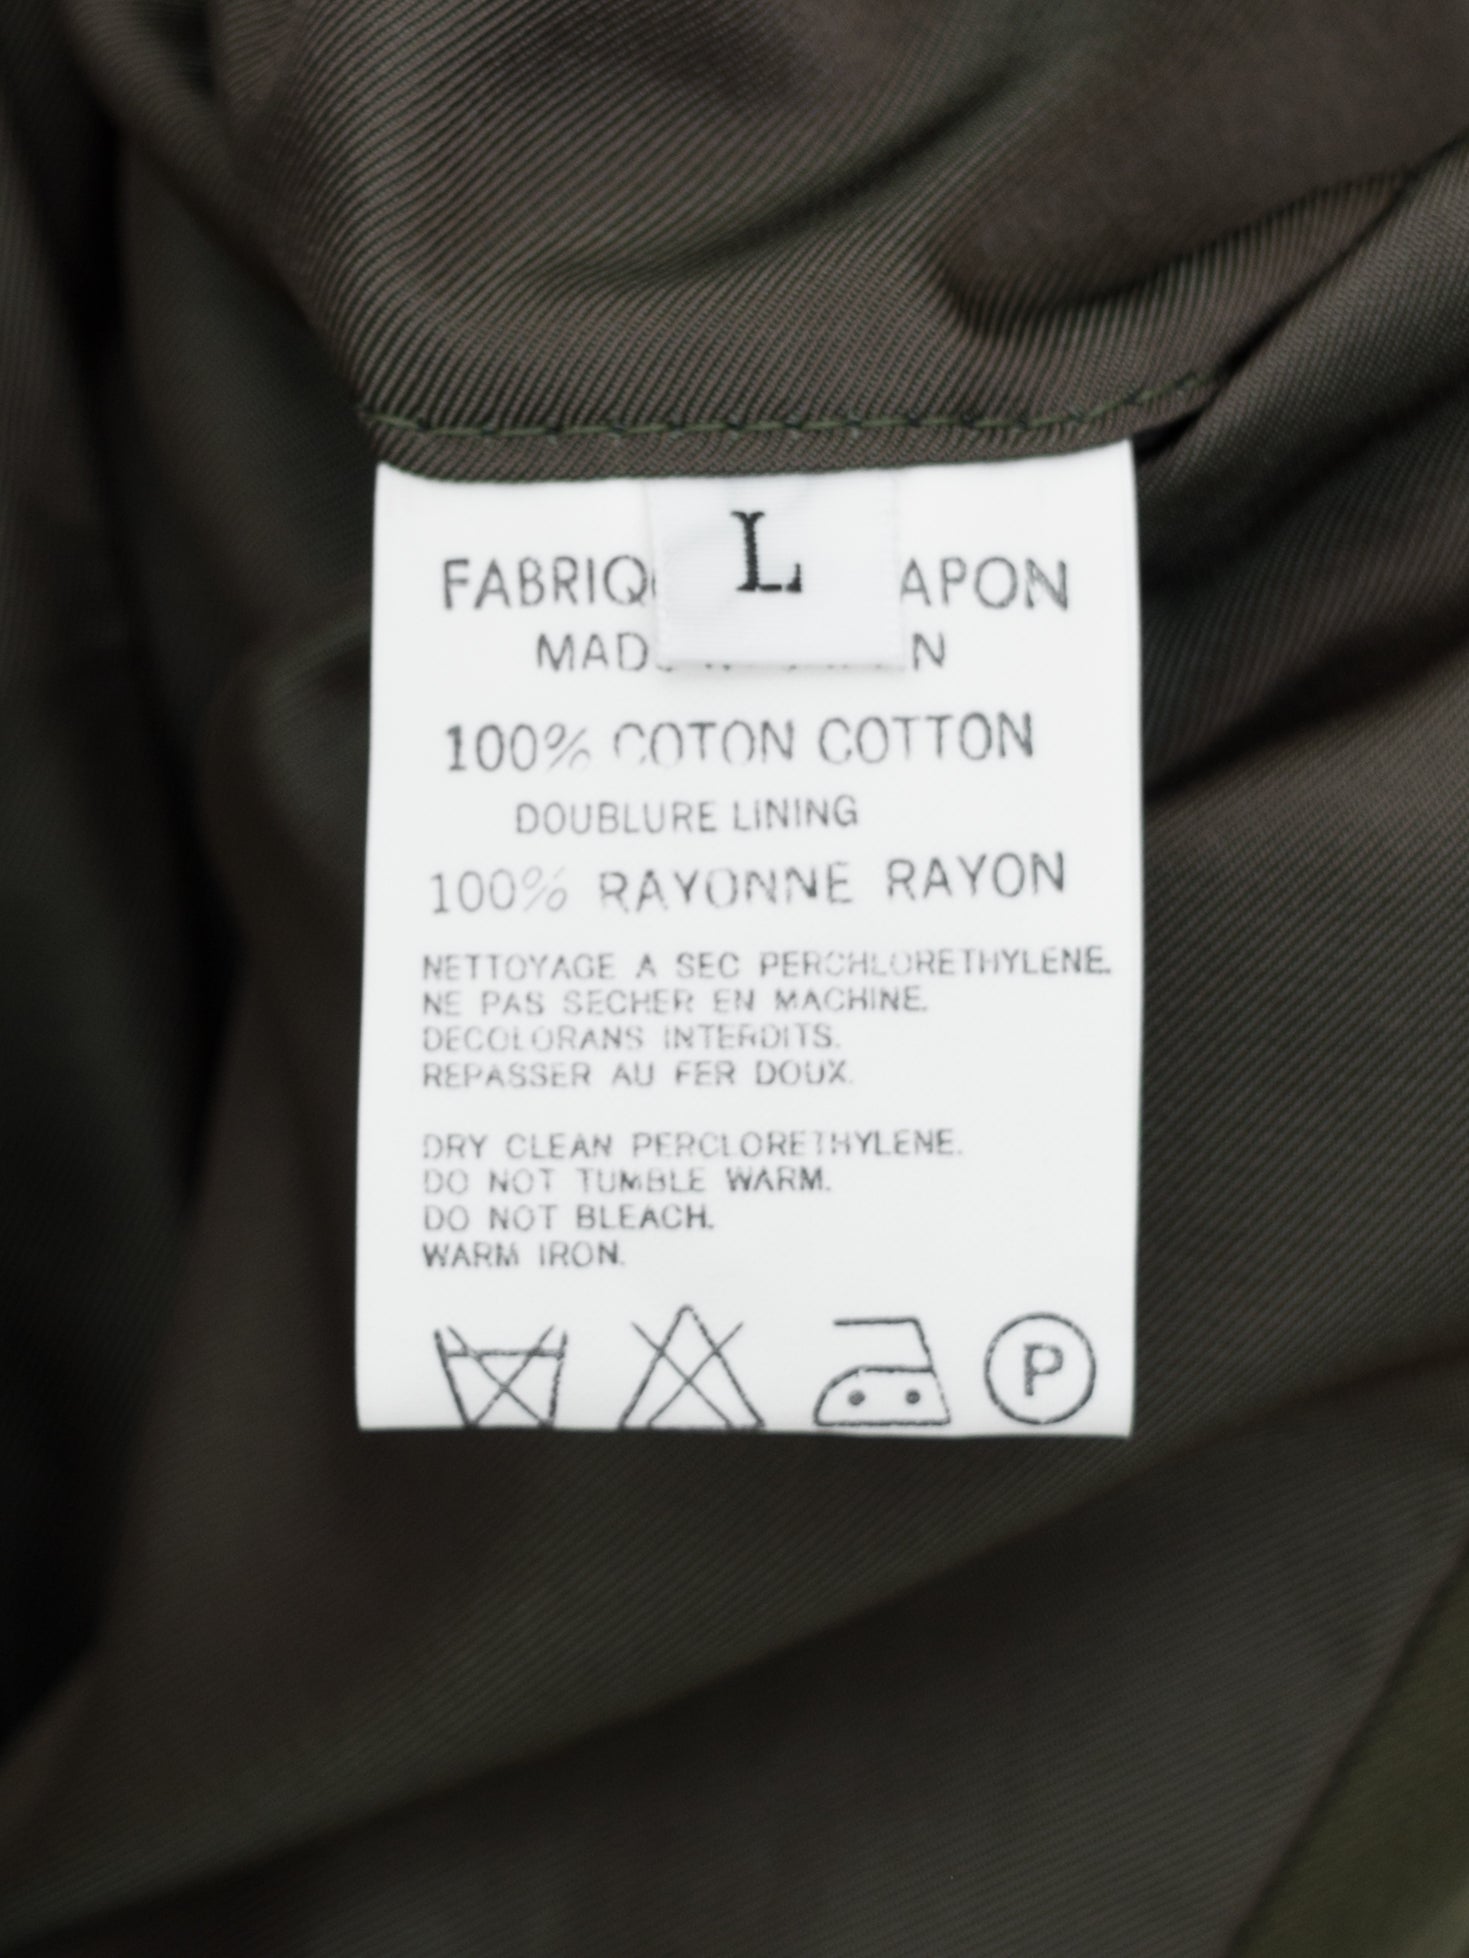 L
FABRIQ APON
MAD N
100% COTON COTTON
DOUBLURE LINING
100% RAYONNE RAYON
NETTOYAGE A SEC PERCHLORETHYLENE.
NE PAS SECHER EN MACHINE.
DECOLORANS INTERDITS.
REPASSER AU FER DOUX.
DRY CLEAN PERCLORETHYLENE.
DO NOT TUMBLE WARM.
DO NOT BLEACH.
WARM IRON.
P